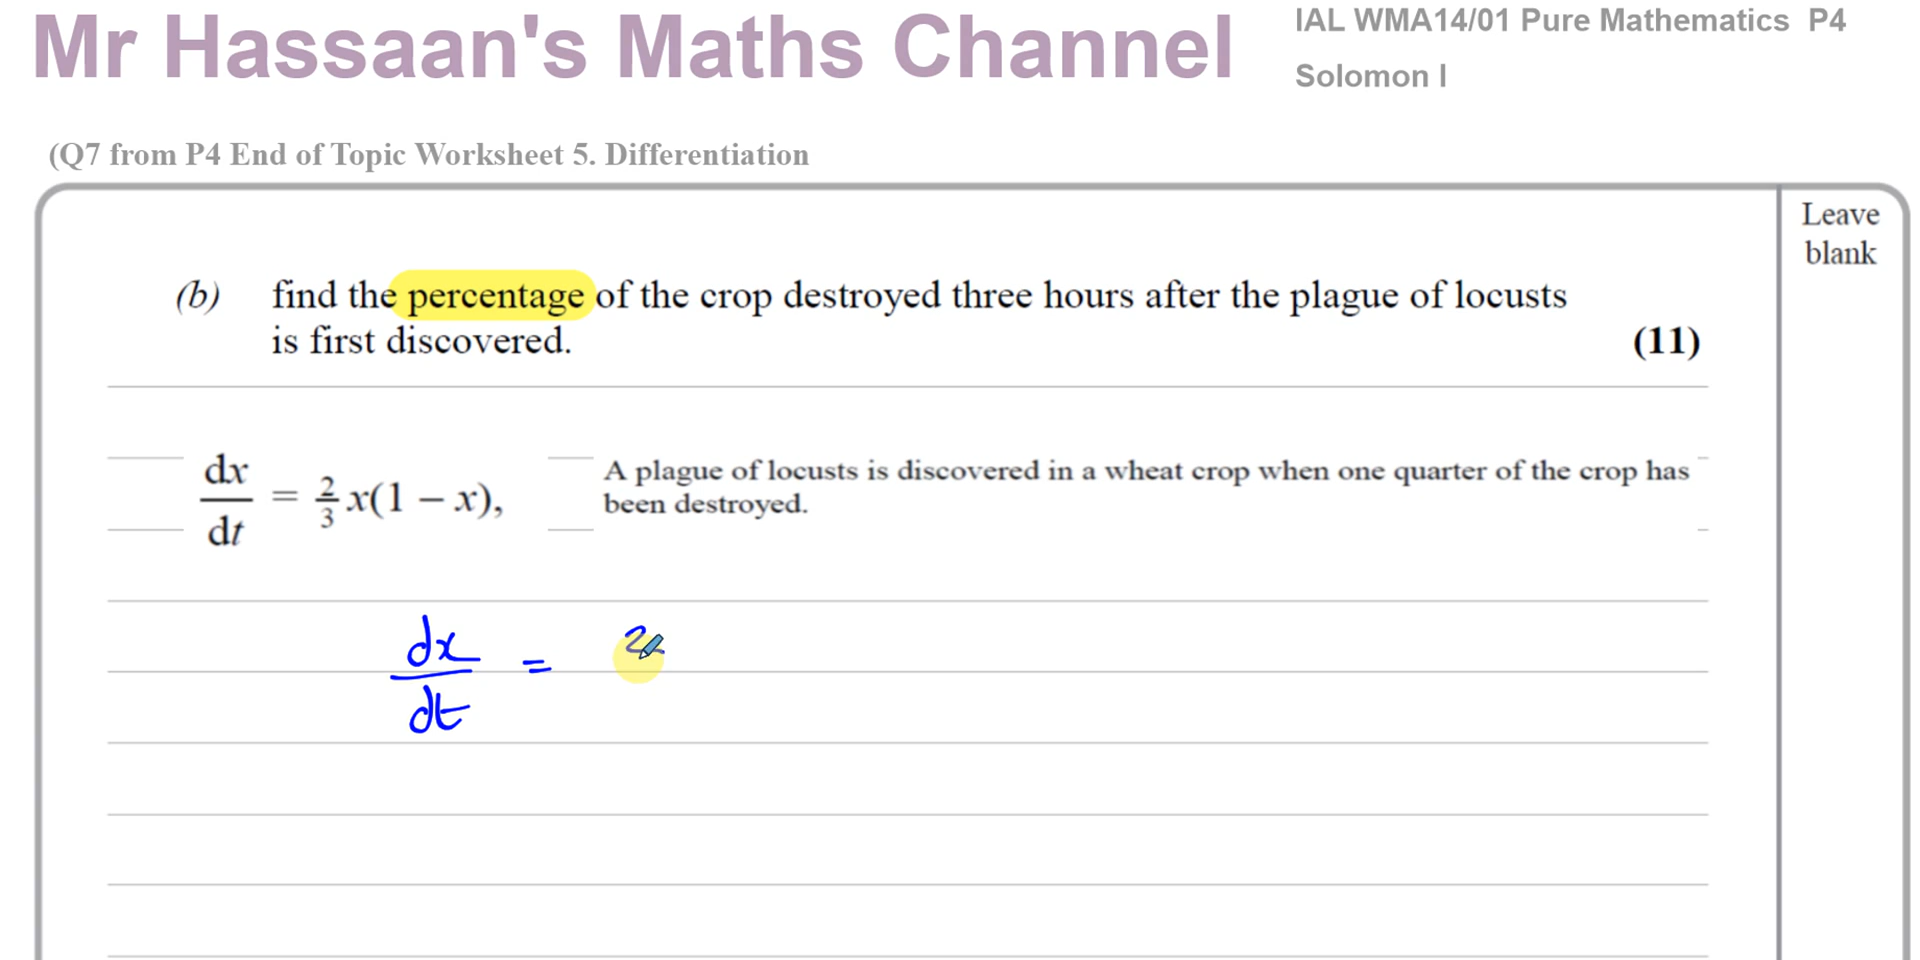 Mr Hassaan's Maths Channel
IAL WMA14/01 Pure Mathematics P4
Solomon I
(Q7 from P4 End of Topic Worksheet 5. Differentiation
Leave
blank
(b) find the percentage of the crop destroyed three hours after the plague of locusts
is first discovered.
(11)
dx/dt = 2/3 x(1 – x),
A plague of locusts is discovered in a wheat crop when one quarter of the crop has
been destroyed.
dx/dt = 2